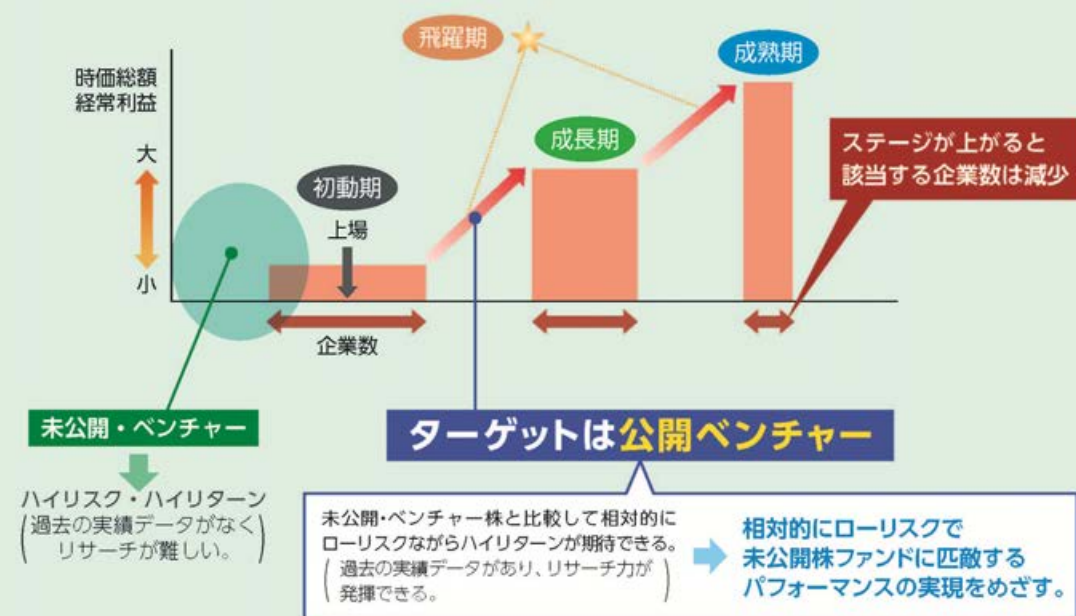 飛躍期
成熟期
時価総額
経常利益
成長期
ステージが上がると
該当する企業数は減少
大
初動期
上場
小
企業数
未公開・ベンチャー
ターゲットは公開ベンチャー
ハイリスク・ハイリターン
(過去の実績データがなく
リサーチが難しい。)
未公開・ベンチャー株と比較して相対的に
ローリスクながらハイリターンが期待できる。
(過去の実績データがあり、リサーチ力が
発揮できる。)
相対的にローリスクで
未公開株ファンドに匹敵する
パフォーマンスの実現をめざす。